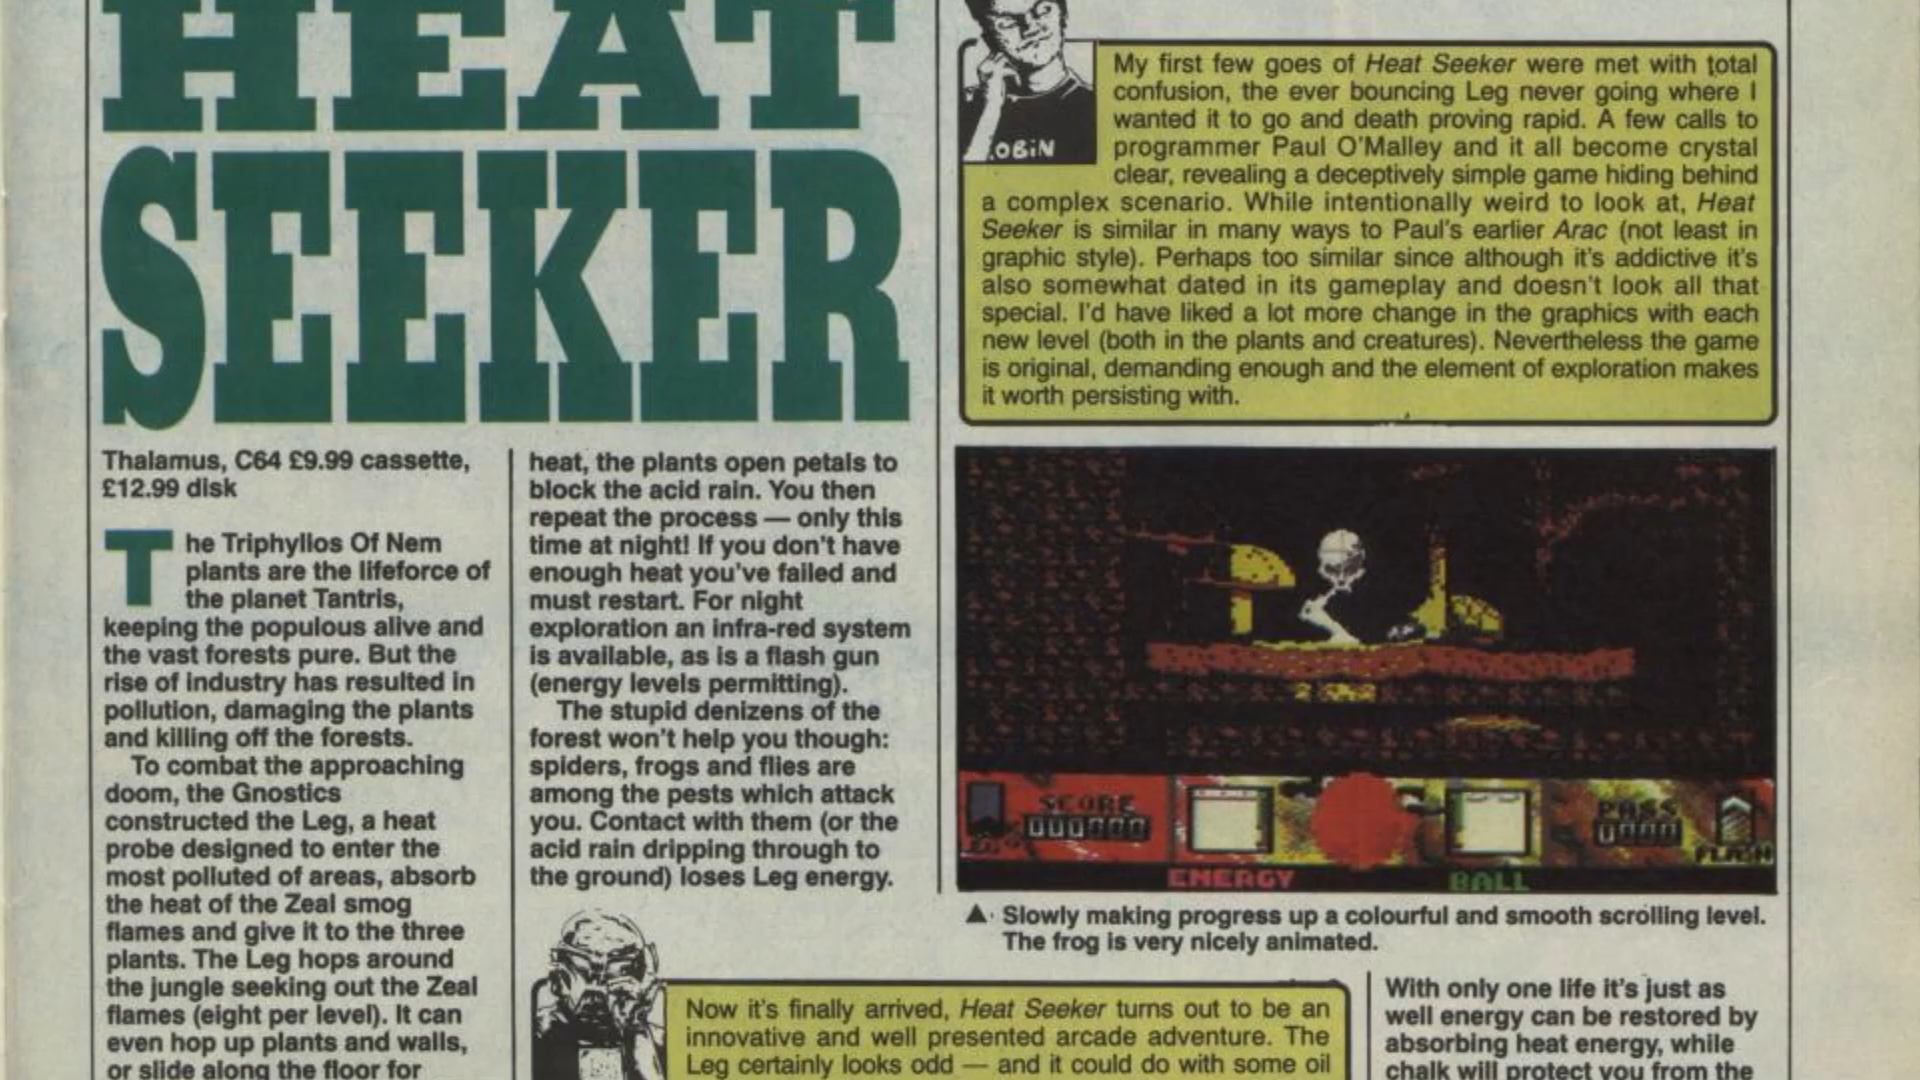 HEAT
SEEKER
Thalamus, C64 £9.99 cassette,
£12.99 disk
The Triphyllos Of Nem
plants are the lifeforce of
the planet Tantris,
keeping the populous alive and
the vast forests pure. But the
rise of industry has resulted in
pollution, damaging the plants
and killing off the forests.
To combat the approaching
doom, the Gnostics
constructed the Leg, a heat
probe designed to enter the
most polluted of areas, absorb
the heat of the Zeal smog
flames and give it to the three
plants. The Leg hops around
the jungle seeking out the Zeal
flames (eight per level). It can
even hop up plants and walls,
or slide along the floor for
heat, the plants open petals to
block the acid rain. You then
repeat the process — only this
time at night! If you don't have
enough heat you've failed and
must restart. For night
exploration an infra-red system
is available, as is a flash gun
(energy levels permitting).
The stupid denizens of the
forest won't help you though:
spiders, frogs and flies are
among the pests which attack
you. Contact with them (or the
acid rain dripping through to
the ground) loses Leg energy.
ROBiN
My first few goes of Heat Seeker were met with total
confusion, the ever bouncing Leg never going where I
wanted it to go and death proving rapid. A few calls to
programmer Paul O'Malley and it all become crystal
clear, revealing a deceptively simple game hiding behind
a complex scenario. While intentionally weird to look at, Heat
Seeker is similar in many ways to Paul's earlier Arac (not least in
graphic style). Perhaps too similar since although it's addictive it's
also somewhat dated in its gameplay and doesn't look all that
special. I'd have liked a lot more change in the graphics with each
new level (both in the plants and creatures). Nevertheless the game
is original, demanding enough and the element of exploration makes
it worth persisting with.
SCORE
PASS
FLASH
ENERGY
BALL
▲ Slowly making progress up a colourful and smooth scrolling level.
The frog is very nicely animated.
Now it's finally arrived, Heat Seeker turns out to be an
innovative and well presented arcade adventure. The
Leg certainly looks odd — and it could do with some oil
With only one life it's just as
well energy can be restored by
absorbing heat energy, while
chalk will protect you from the